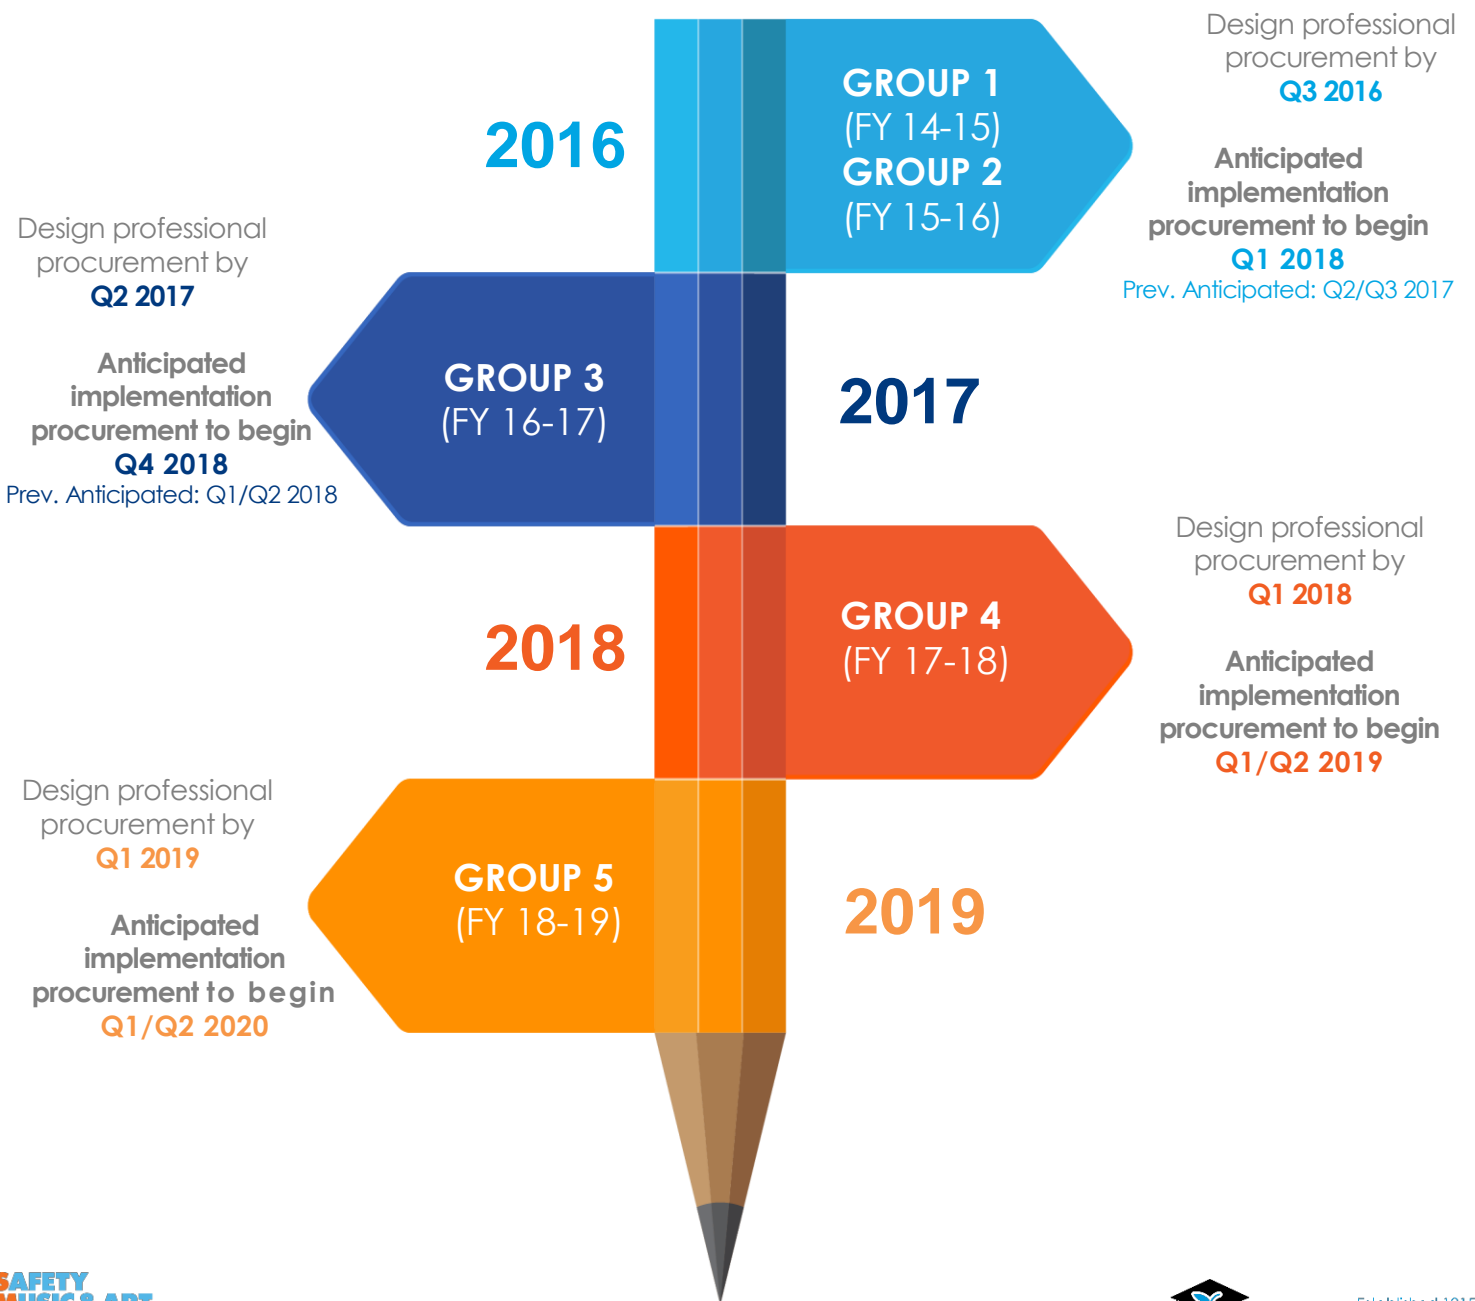 2016
GROUP 1
(FY 14-15)
GROUP 2
(FY 15-16)
Design professional
procurement by
Q3 2016
Anticipated
implementation
procurement to begin
Q1 2018
Prev. Anticipated: Q2/Q3 2017
Design professional
procurement by
Q2 2017
Anticipated
implementation
procurement to begin
Q4 2018
Prev. Anticipated: Q1/Q2 2018
GROUP 3
(FY 16-17)
2017
2018
GROUP 4
(FY 17-18)
Design professional
procurement by
Q1 2018
Anticipated
implementation
procurement to begin
Q1/Q2 2019
Design professional
procurement by
Q1 2019
Anticipated
implementation
procurement to begin
Q1/Q2 2020
GROUP 5
(FY 18-19)
2019
SAFETY
MUSIC & ART
Established 1915